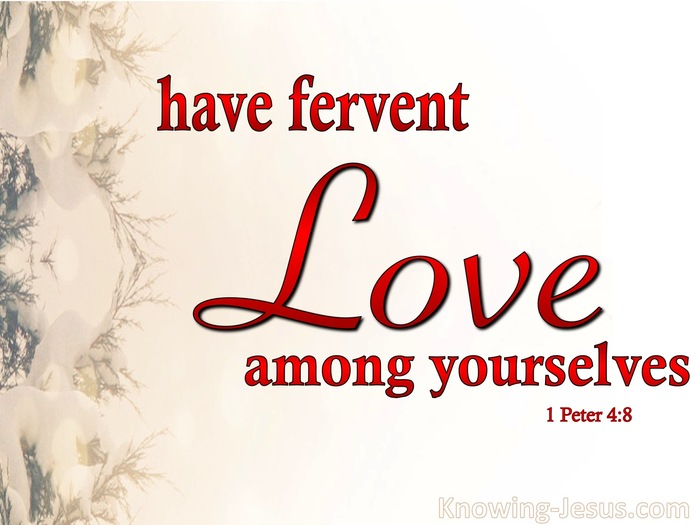 have fervent
Love
among yourselves
1 Peter 4:8
Knowing-Jesus.com